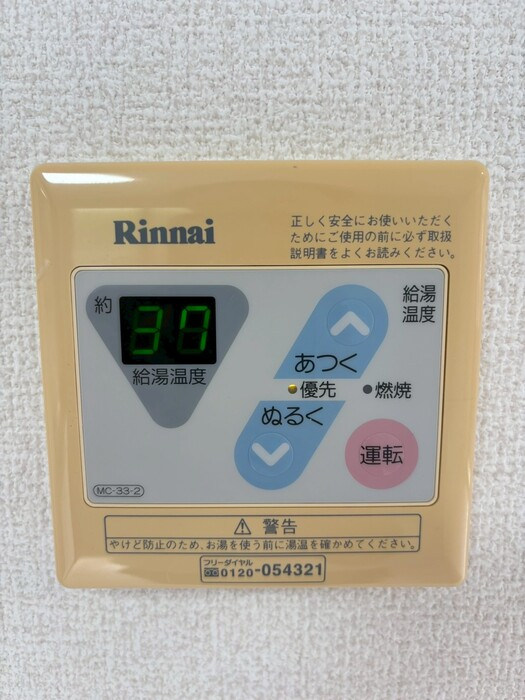 Rinnai
正しく安全にお使いいただく
ためにご使用の前に必ず取扱
説明書をよくお読みください。
約
37
給湯温度
給湯
温度
あつく
優先
燃焼
ぬるく
運転
MC-33-2
⚠ 警告
やけど防止のため、お湯を使う前に湯温を確かめてください。
フリーダイヤル
0120-054321